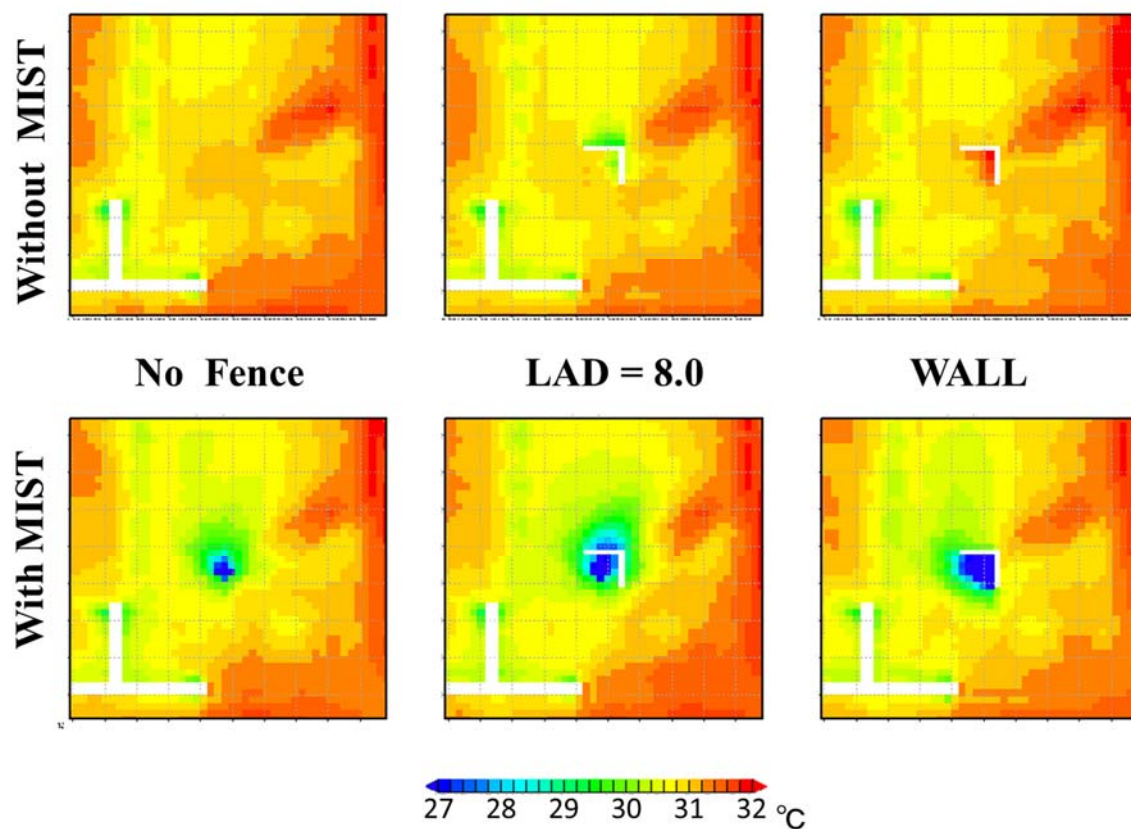 Without MIST
No Fence
LAD = 8.0
WALL
With MIST
27 28 29 30 31 32 °C